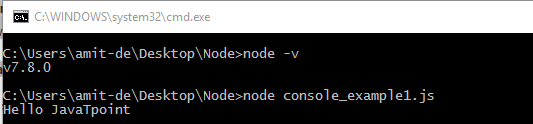 C:\WINDOWS\system32\cmd.exe
C:\Users\amit-de\Desktop\Node>node -v
v7.8.0
C:\Users\amit-de\Desktop\Node>node console_example1.js
Hello JavaTpoint